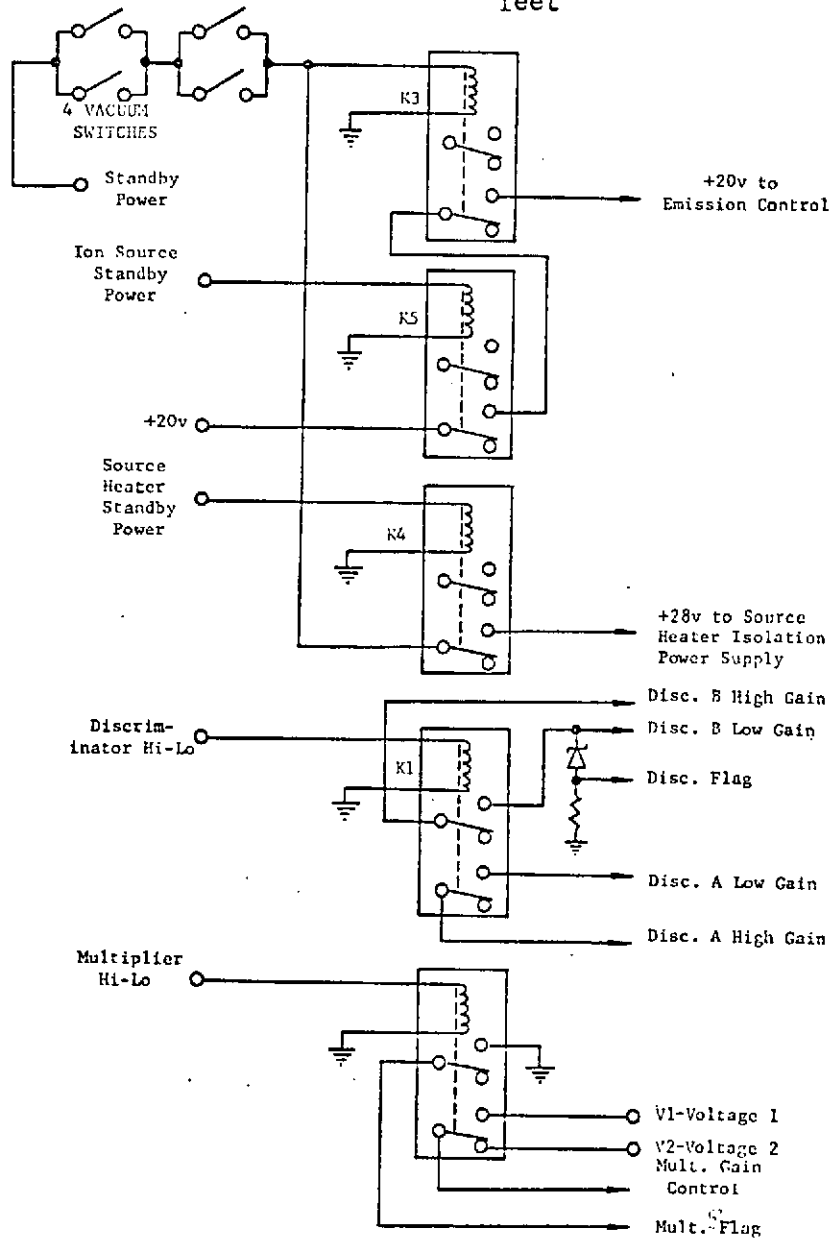 feet
4 VACUUM
SWITCHES
Standby
Power
K3
+20v to
Emission Control
Ion Source
Standby
Power
K5
+20v
Source
Heater
Standby
Power
K4
+28v to Source
Heater Isolation
Power Supply
Disc. B High Gain
Discrim-
inator Hi-Lo
Disc. B Low Gain
K1
Disc. Flag
Disc. A Low Gain
Disc. A High Gain
Multiplier
Hi-Lo
V1-Voltage 1
V2-Voltage 2
Mult. Gain
Control
Mult. Flag